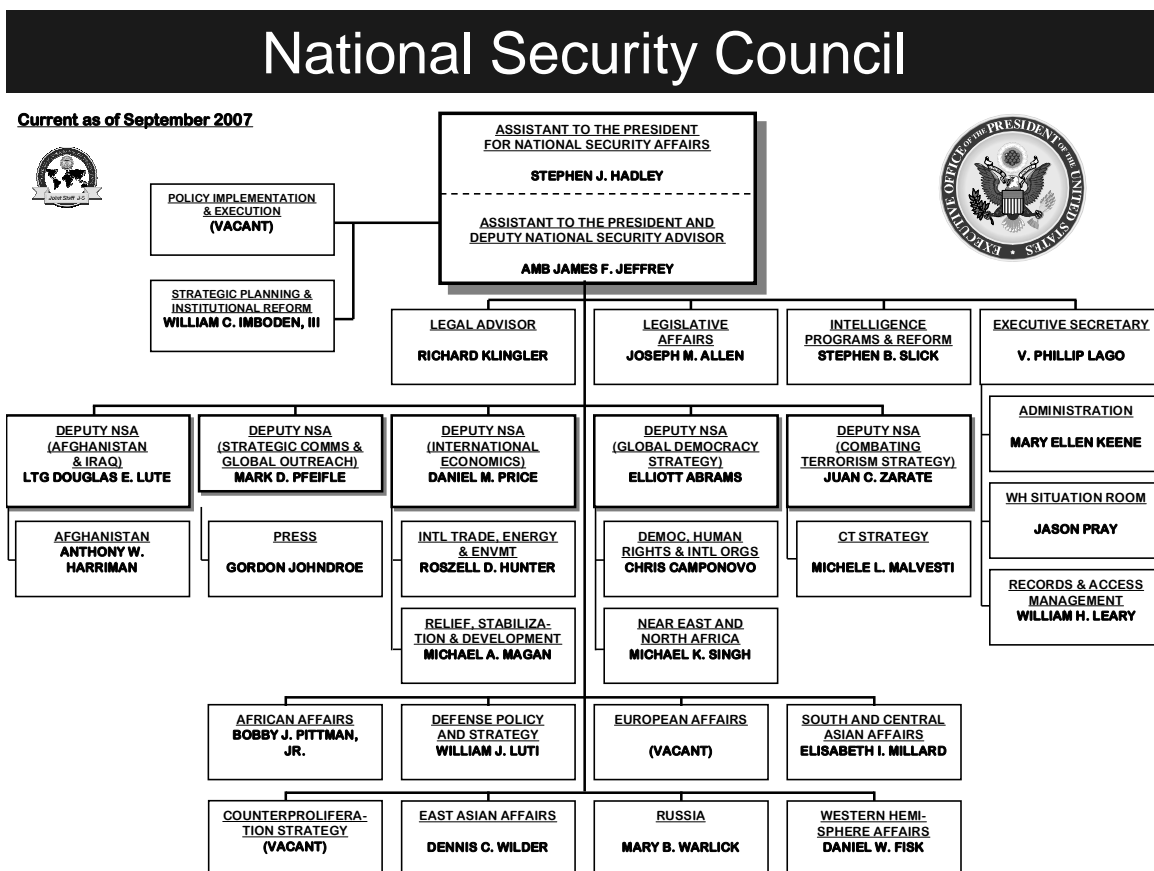 National Security Council
Current as of September 2007
ASSISTANT TO THE PRESIDENT
FOR NATIONAL SECURITY AFFAIRS
STEPHEN J. HADLEY
ASSISTANT TO THE PRESIDENT AND
DEPUTY NATIONAL SECURITY ADVISOR
AMB JAMES F. JEFFREY
EXECUTIVE OFFICE OF THE PRESIDENT OF THE UNITED STATES
Joint Staff J-5
POLICY IMPLEMENTATION
& EXECUTION
(VACANT)
STRATEGIC PLANNING &
INSTITUTIONAL REFORM
WILLIAM C. IMBODEN, III
LEGAL ADVISOR
RICHARD KLINGLER
LEGISLATIVE
AFFAIRS
JOSEPH M. ALLEN
INTELLIGENCE
PROGRAMS & REFORM
STEPHEN B. SLICK
EXECUTIVE SECRETARY
V. PHILLIP LAGO
ADMINISTRATION
MARY ELLEN KEENE
WH SITUATION ROOM
JASON PRAY
RECORDS & ACCESS
MANAGEMENT
WILLIAM H. LEARY
DEPUTY NSA
(AFGHANISTAN
& IRAQ)
LTG DOUGLAS E. LUTE
DEPUTY NSA
(STRATEGIC COMMS &
GLOBAL OUTREACH)
MARK D. PFEIFLE
DEPUTY NSA
(INTERNATIONAL
ECONOMICS)
DANIEL M. PRICE
DEPUTY NSA
(GLOBAL DEMOCRACY
STRATEGY)
ELLIOTT ABRAMS
DEPUTY NSA
(COMBATING
TERRORISM STRATEGY)
JUAN C. ZARATE
AFGHANISTAN
ANTHONY W.
HARRIMAN
PRESS
GORDON JOHNDROE
INTL TRADE, ENERGY
& ENVMT
ROSZELL D. HUNTER
DEMOC, HUMAN
RIGHTS & INTL ORGS
CHRIS CAMPONOVO
CT STRATEGY
MICHELE L. MALVESTI
RELIEF, STABILIZA-
TION & DEVELOPMENT
MICHAEL A. MAGAN
NEAR EAST AND
NORTH AFRICA
MICHAEL K. SINGH
AFRICAN AFFAIRS
BOBBY J. PITTMAN,
JR.
DEFENSE POLICY
AND STRATEGY
WILLIAM J. LUTI
EUROPEAN AFFAIRS
(VACANT)
SOUTH AND CENTRAL
ASIAN AFFAIRS
ELISABETH I. MILLARD
COUNTERPROLIFERA-
TION STRATEGY
(VACANT)
EAST ASIAN AFFAIRS
DENNIS C. WILDER
RUSSIA
MARY B. WARLICK
WESTERN HEMI-
SPHERE AFFAIRS
DANIEL W. FISK